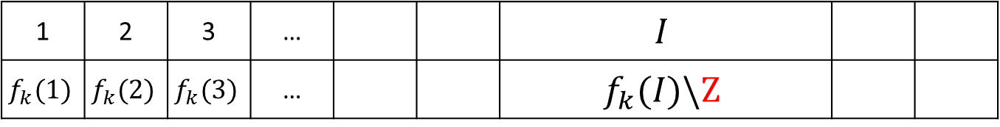 1 2 3 … I
f_k(1) f_k(2) f_k(3) … f_k(I)\Z